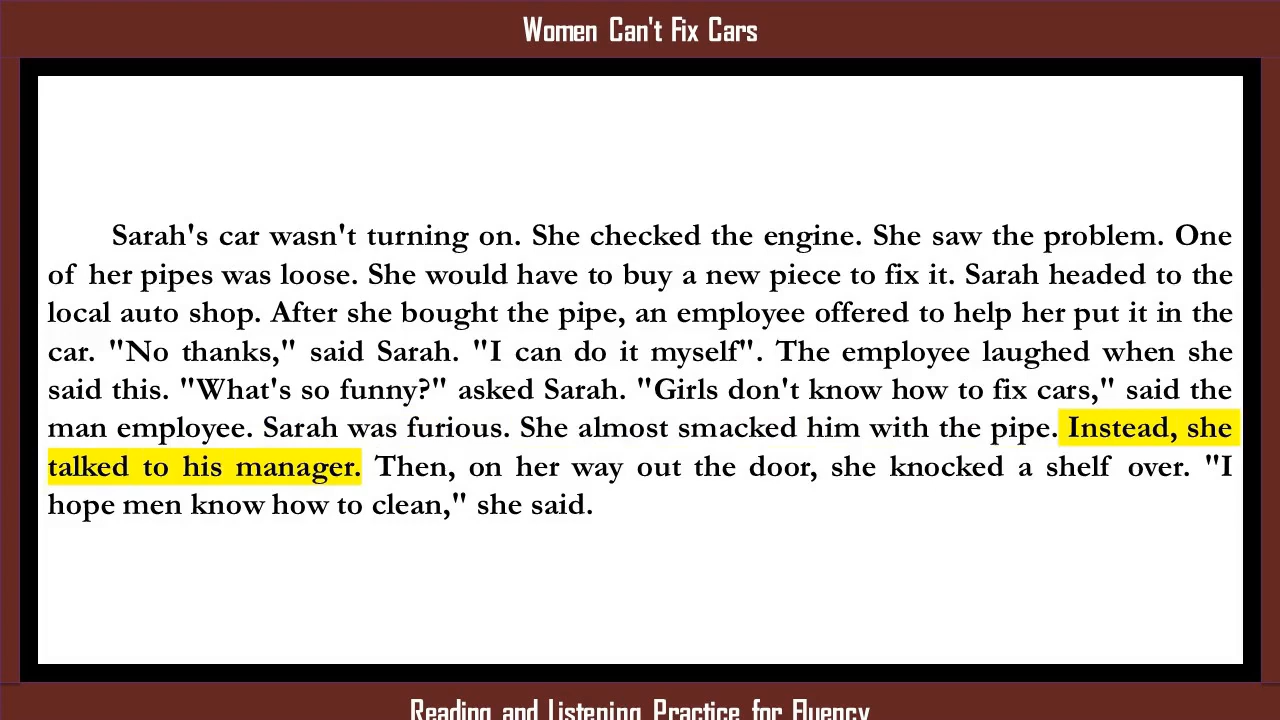 Women Can't Fix Cars
Sarah's car wasn't turning on. She checked the engine. She saw the problem. One
of her pipes was loose. She would have to buy a new piece to fix it. Sarah headed to the
local auto shop. After she bought the pipe, an employee offered to help her put it in the
car. "No thanks," said Sarah. "I can do it myself". The employee laughed when she
said this. "What's so funny?" asked Sarah. "Girls don't know how to fix cars," said the
man employee. Sarah was furious. She almost smacked him with the pipe. Instead, she
talked to his manager. Then, on her way out the door, she knocked a shelf over. "I
hope men know how to clean," she said.
Reading and Listening Practice for Fluency